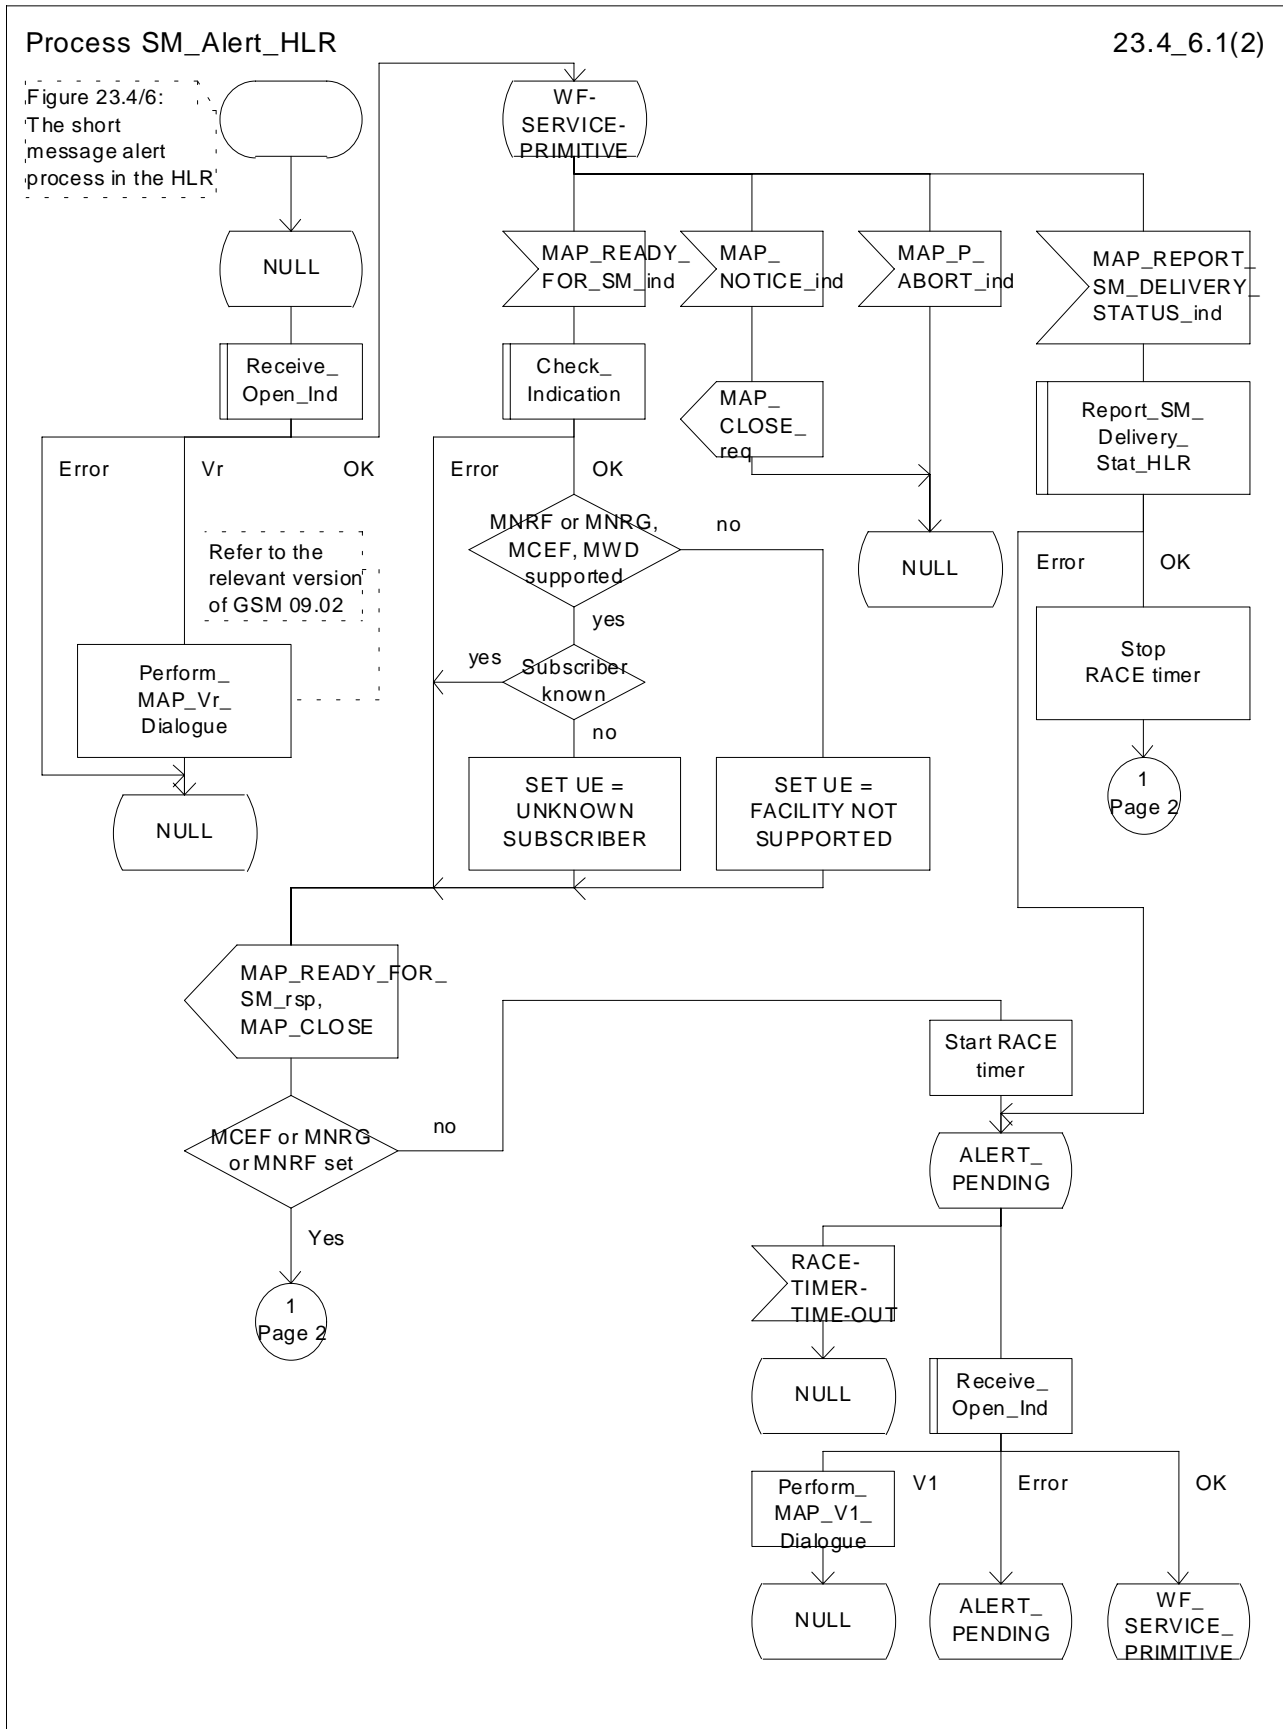 Process SM_Alert_HLR
23.4_6.1(2)
Figure 23.4/6:
The short
message alert
process in the HLR
WF-
SERVICE-
PRIMITIVE
NULL
MAP_READY_
FOR_SM_ind
MAP_
NOTICE_ind
MAP_P_
ABORT_ind
MAP_REPORT_
SM_DELIVERY_
STATUS_ind
Receive_
Open_Ind
Check_
Indication
MAP_
CLOSE_
req
Report_SM_
Delivery_
Stat_HLR
Error
Vr
OK
Error
OK
MNRF or MNRG,
MCEF, MWD
supported
no
yes
Refer to the
relevant version
of GSM 09.02
NULL
Error
OK
Perform_
MAP_Vr_
Dialogue
yes
Subscriber
known
no
Stop
RACE timer
1
Page 2
NULL
SET UE =
UNKNOWN
SUBSCRIBER
SET UE =
FACILITY NOT
SUPPORTED
MAP_READY_FOR_
SM_rsp,
MAP_CLOSE
Start RACE
timer
MCEF or MNRG
or MNRF set
no
Yes
ALERT_
PENDING
1
Page 2
RACE-
TIMER-
TIME-OUT
NULL
Receive_
Open_Ind
Perform_
MAP_V1_
Dialogue
V1
Error
OK
NULL
ALERT_
PENDING
WF_
SERVICE_
PRIMITIVE